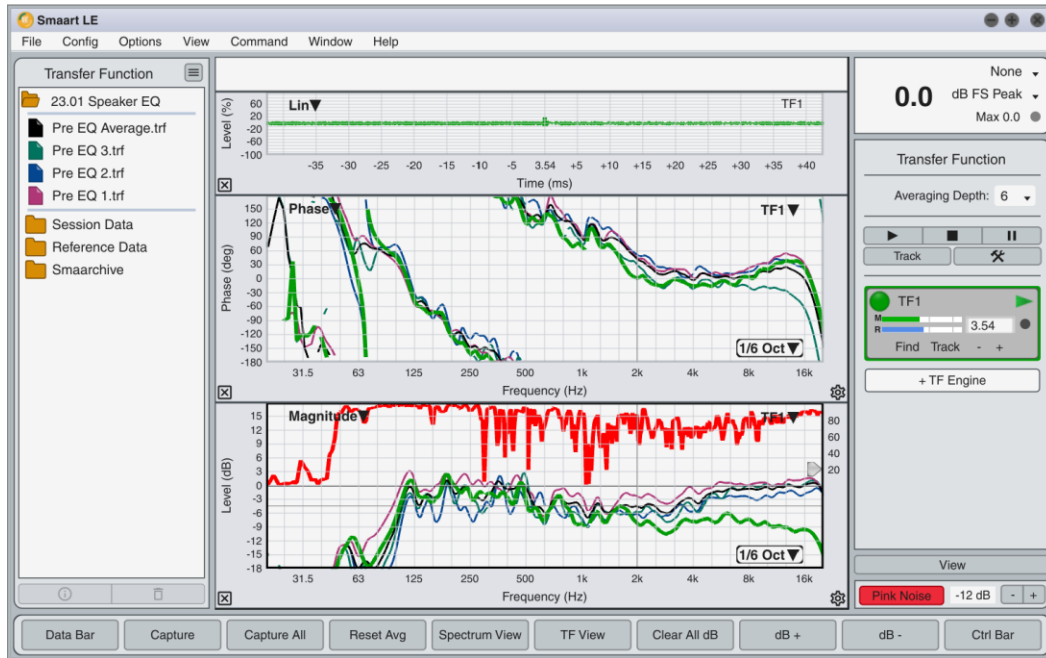 Smaart LE
File Config Options View Command Window Help
Transfer Function
23.01 Speaker EQ
Pre EQ Average.trf
Pre EQ 3.trf
Pre EQ 2.trf
Pre EQ 1.trf
Session Data
Reference Data
Smaarchive
Level (%)
60
20
-20
-60
-100
Lin
TF1
-35 -30 -25 -20 -15 -10 -5 3.54 +5 +10 +15 +20 +25 +30 +35 +40
Time (ms)
Phase (deg)
150
120
90
60
30
0
-30
-60
-90
-120
-150
-180
Phase
TF1
1/6 Oct
31.5 63 125 250 500 1k 2k 4k 8k 16k
Frequency (Hz)
Level (dB)
15
12
9
6
3
0
-3
-6
-9
-12
-15
-18
Magnitude
TF1
80
60
40
20
1/6 Oct
31.5 63 125 250 500 1k 2k 4k 8k 16k
Frequency (Hz)
None
0.0 dB FS Peak
Max 0.0
Transfer Function
Averaging Depth: 6
Track
TF1
M
R
3.54
Find Track - +
+ TF Engine
View
Pink Noise -12 dB - +
Data Bar Capture Capture All Reset Avg Spectrum View TF View Clear All dB dB + dB - Ctrl Bar